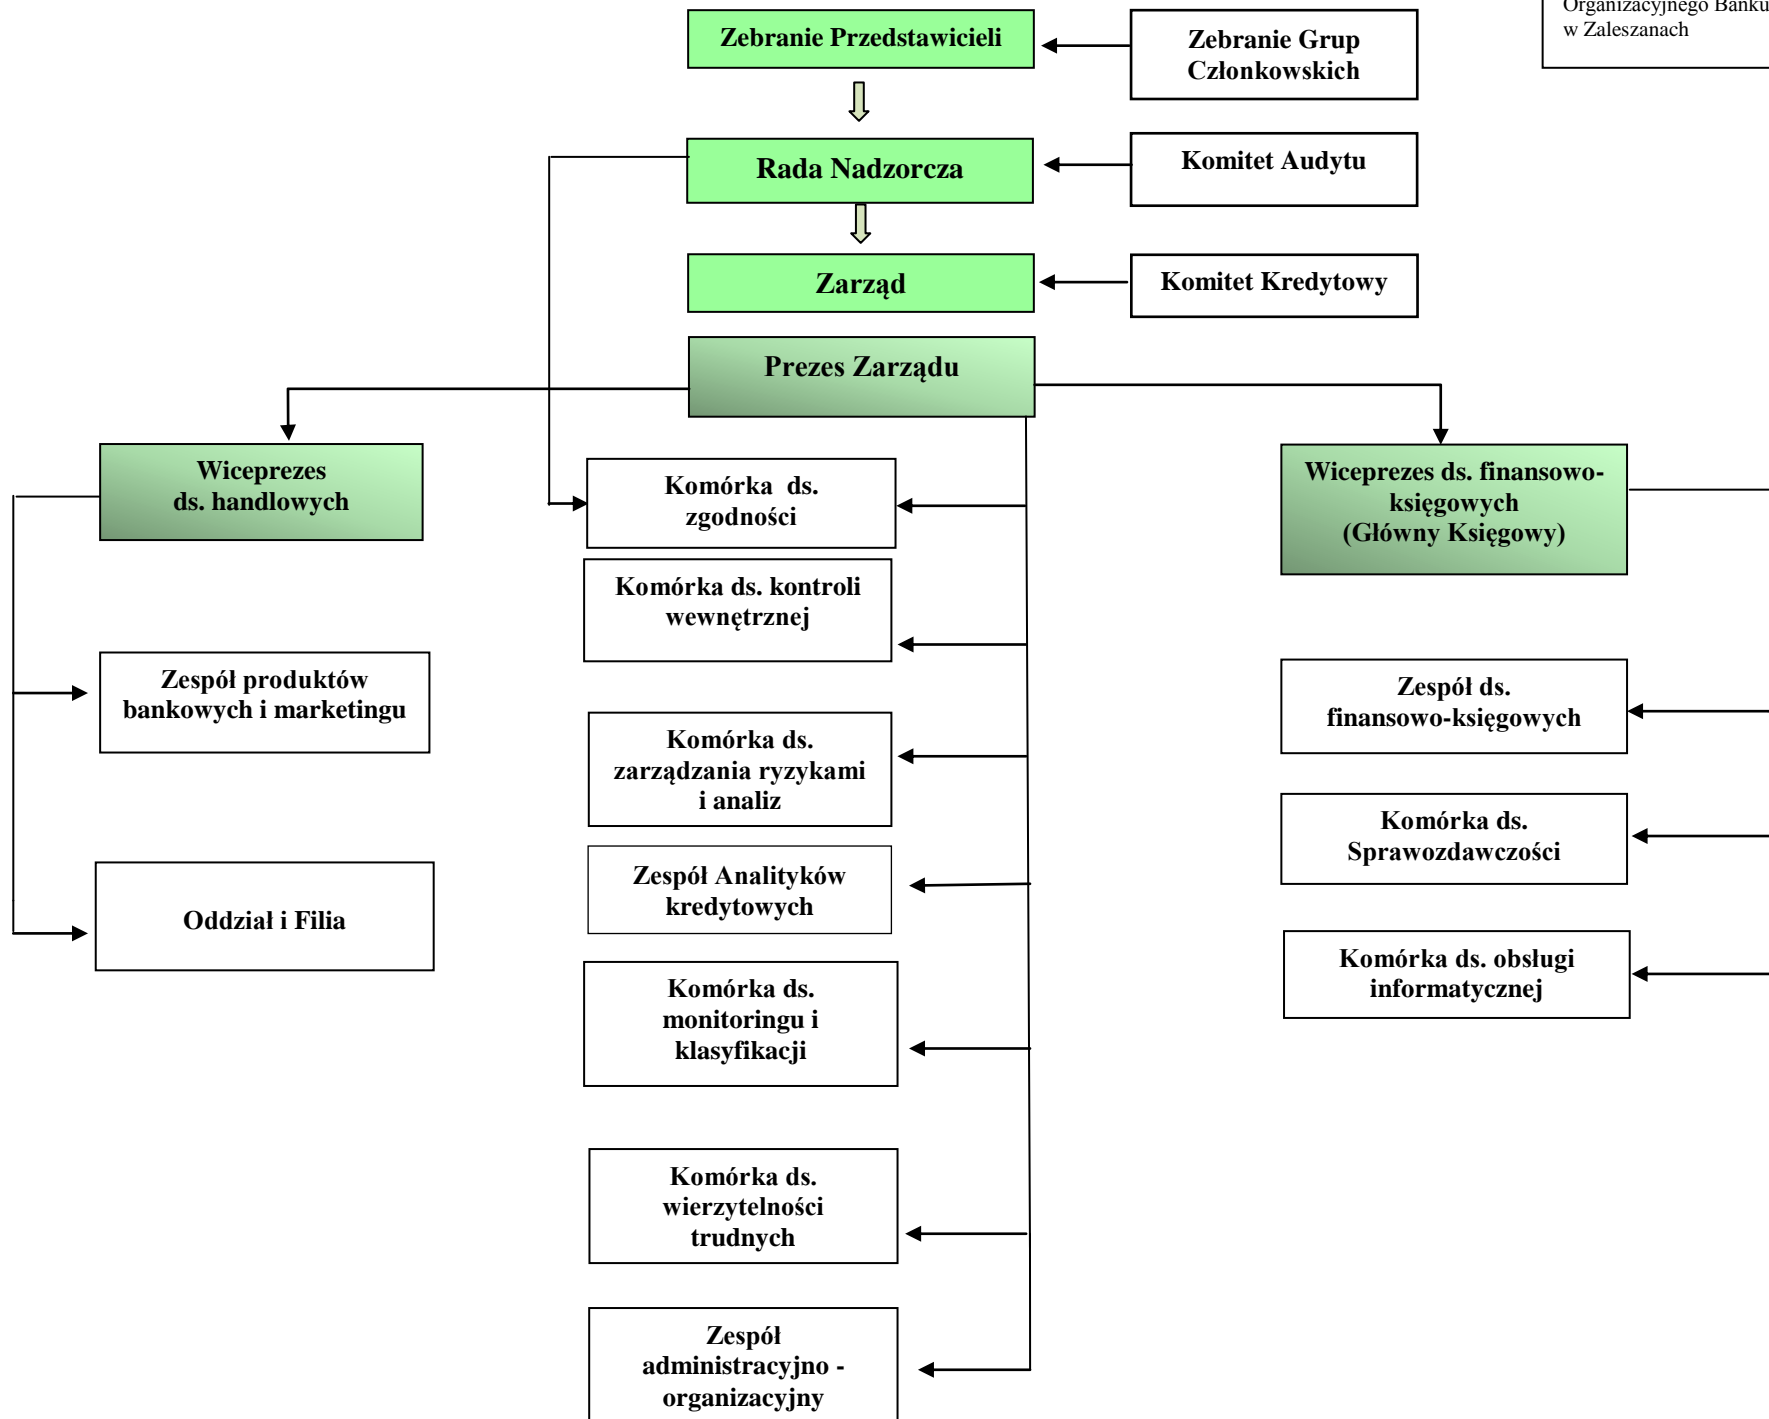 Organizacyjnego Banku
w Zaleszanach
Zebranie Przedstawicieli
Zebranie Grup
Członkowskich
Rada Nadzorcza
Komitet Audytu
Zarząd
Komitet Kredytowy
Prezes Zarządu
Wiceprezes
ds. handlowych
Komórka ds.
zgodności
Wiceprezes ds. finansowo-
księgowych
(Główny Księgowy)
Komórka ds. kontroli
wewnętrznej
Zespół produktów
bankowych i marketingu
Zespół ds.
finansowo-księgowych
Komórka ds.
zarządzania ryzykami
i analiz
Komórka ds.
Sprawozdawczości
Zespół Analityków
kredytowych
Oddział i Filia
Komórka ds. obsługi
informatycznej
Komórka ds.
monitoringu i
klasyfikacji
Komórka ds.
wierzytelności
trudnych
Zespół
administracyjno -
organizacyjny